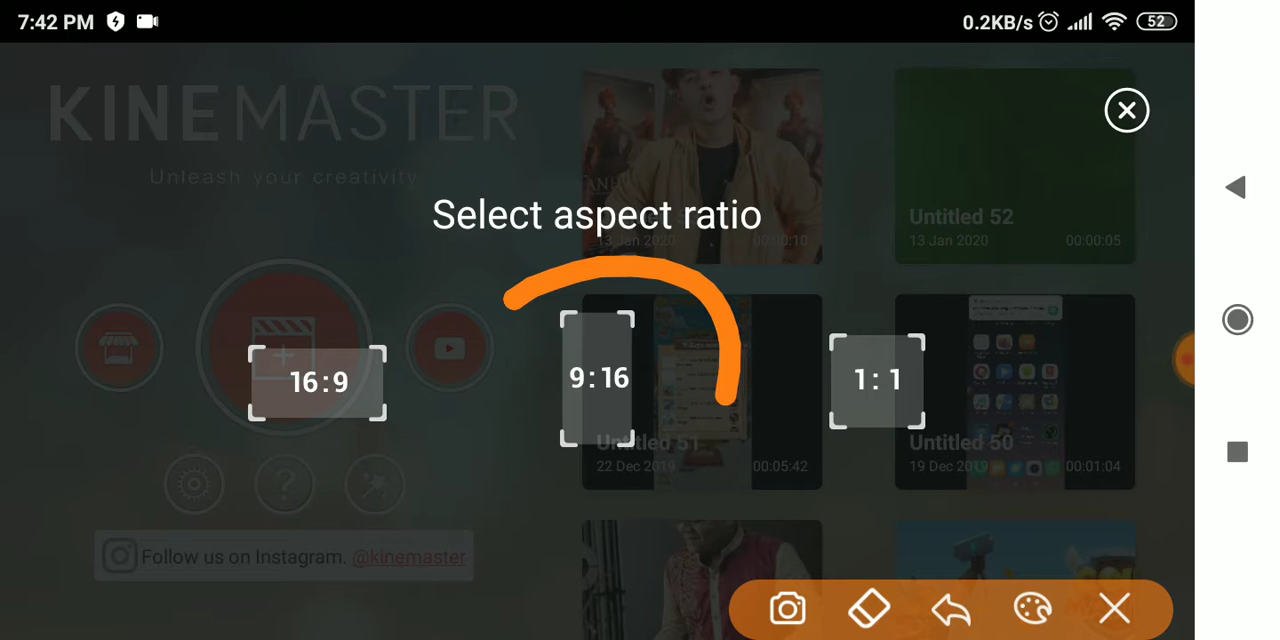 7:42 PM
0.2KB/s
52
KINEMASTER
Unleash your creativity
Select aspect ratio
Untitled 52
13 Jan 2020
00:00:10
13 Jan 2020
00:00:05
16:9
9:16
1:1
Untitled 51
22 Dec 2019
00:05:42
Untitled 50
19 Dec 2019
00:01:04
Follow us on Instagram. @kinemaster